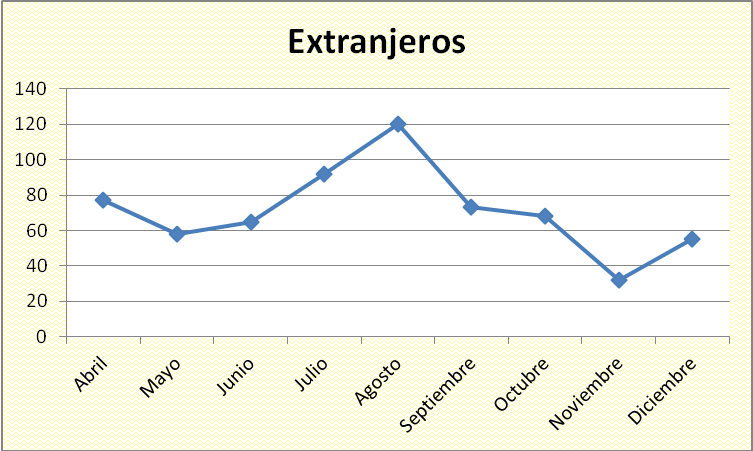 Extranjeros
140
120
100
80
60
40
20
0
Abril
Mayo
Junio
Julio
Agosto
Septiembre
Octubre
Noviembre
Diciembre